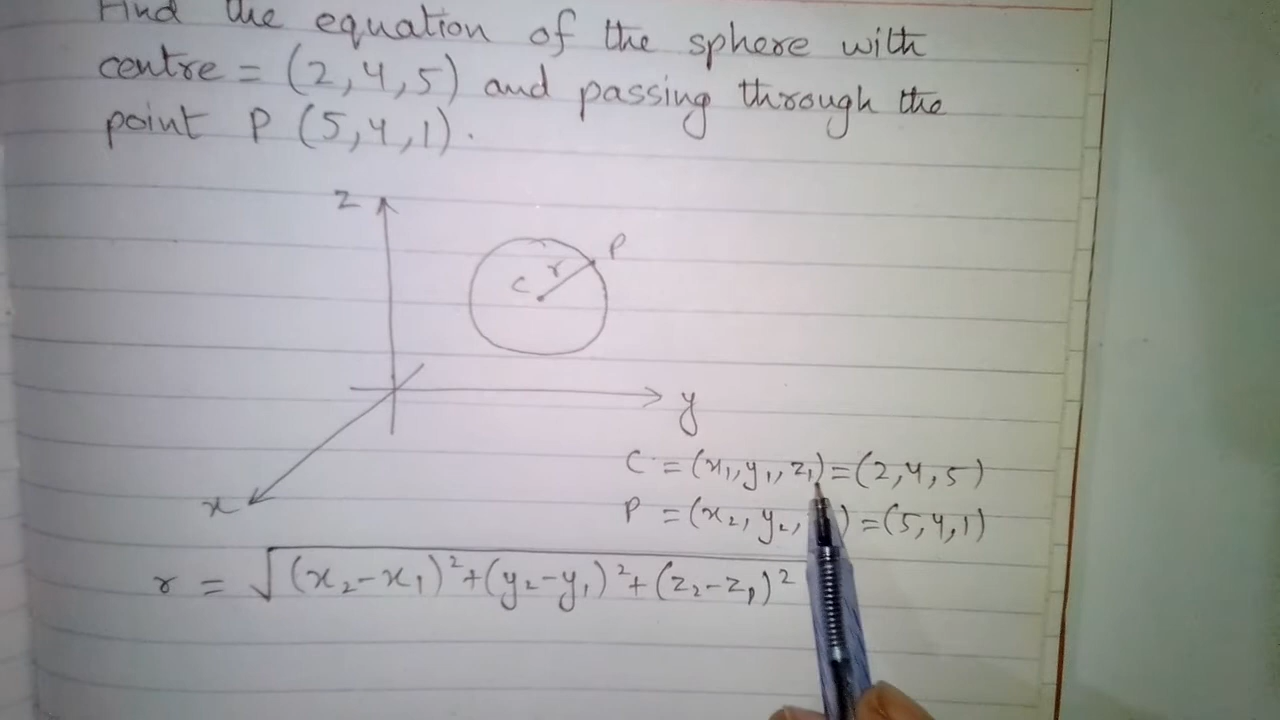 Find the equation of the sphere with
centre = (2,4,5) and passing through the
point P (5,4,1).
z
P
r
C
y
C = (x₁,y₁,z₁)=(2,4,5)
x
P = (x₂,y₂, )=(5,4,1)
r = √(x₂-x₁)²+(y₂-y₁)²+(z₂-z₁)²